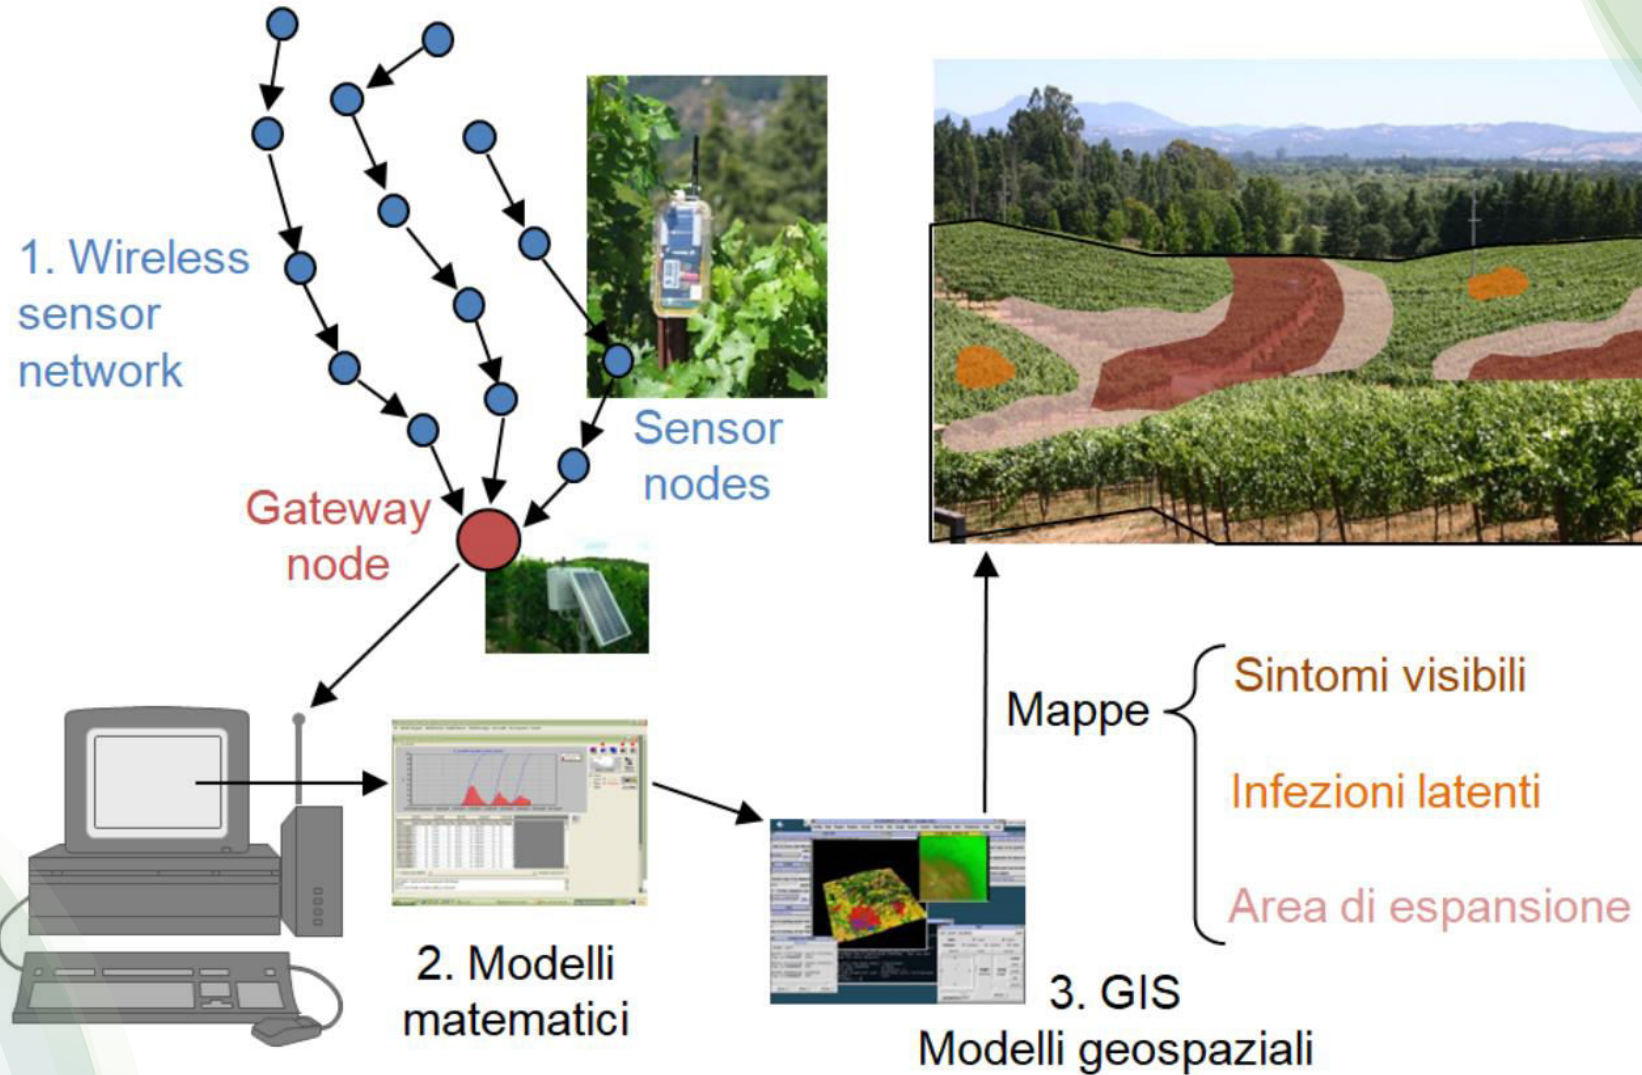 1. Wireless
sensor
network
Sensor
nodes
Gateway
node
2. Modelli
matematici
3. GIS
Modelli geospaziali
Mappe
Sintomi visibili
Infezioni latenti
Area di espansione